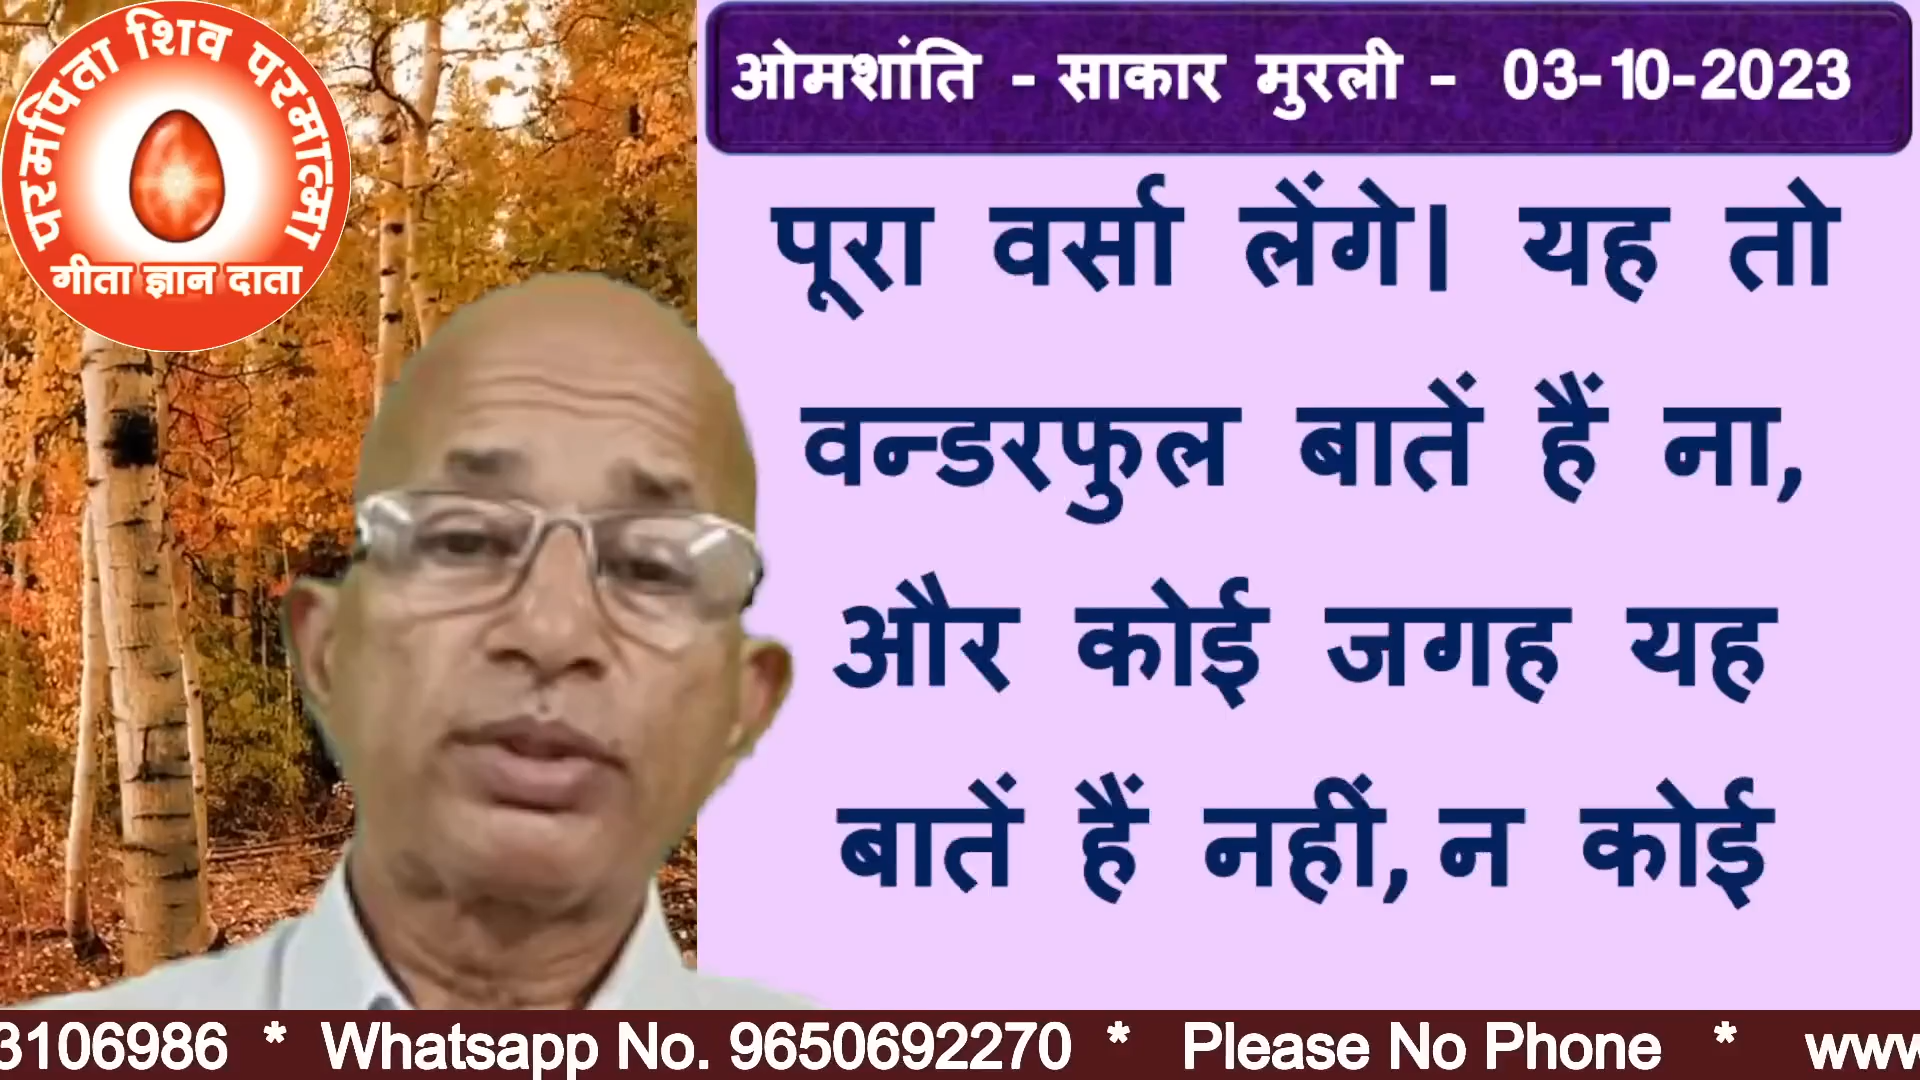 परमपिता शिव परमात्मा
गीता ज्ञान दाता
ओमशांति - साकार मुरली - 03-10-2023
पूरा वर्सा लेंगे। यह तो
वन्डरफुल बातें हैं ना,
और कोई जगह यह
बातें हैं नहीं, न कोई
3106986 * Whatsapp No. 9650692270 * Please No Phone * www